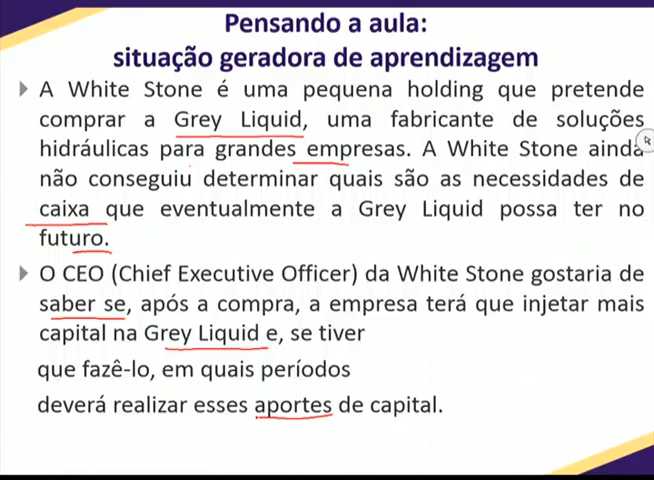 Pensando a aula:
situação geradora de aprendizagem
A White Stone é uma pequena holding que pretende
comprar a Grey Liquid, uma fabricante de soluções
hidráulicas para grandes empresas. A White Stone ainda
não conseguiu determinar quais são as necessidades de
caixa que eventualmente a Grey Liquid possa ter no
futuro.
O CEO (Chief Executive Officer) da White Stone gostaria de
saber se, após a compra, a empresa terá que injetar mais
capital na Grey Liquid e, se tiver
que fazê-lo, em quais períodos
deverá realizar esses aportes de capital.